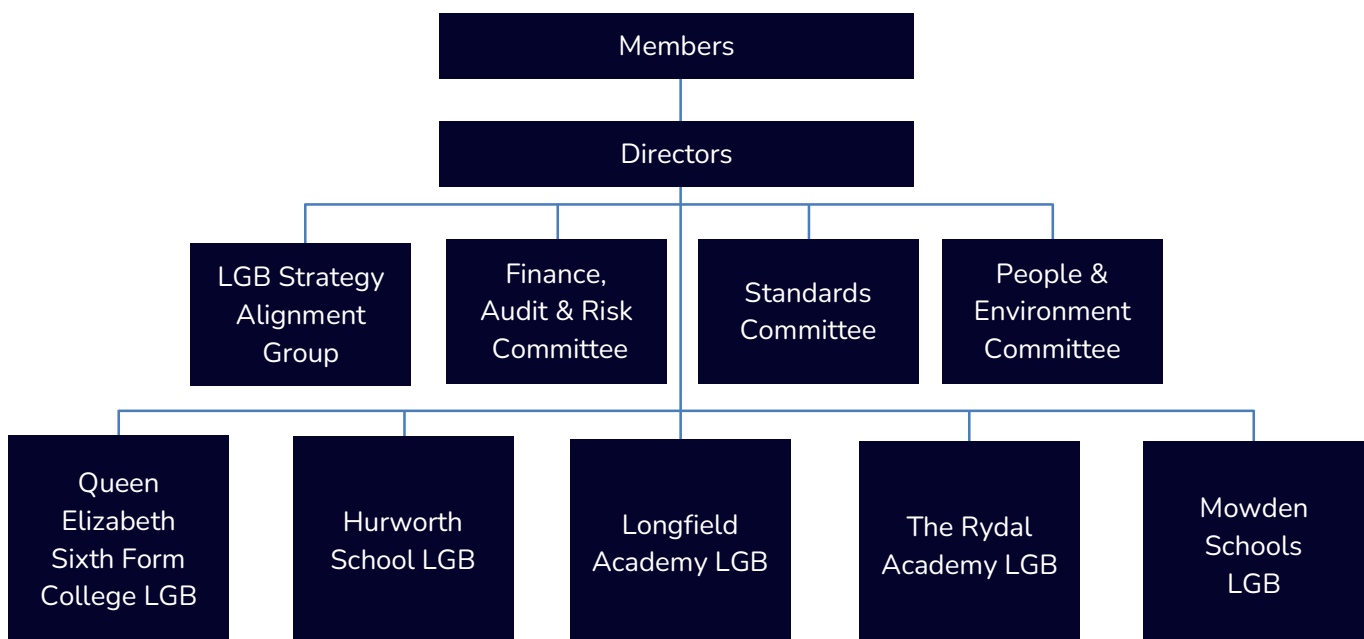 Members
Directors
LGB Strategy
Alignment
Group
Finance,
Audit & Risk
Committee
Standards
Committee
People &
Environment
Committee
Queen
Elizabeth
Sixth Form
College LGB
Hurworth
School LGB
Longfield
Academy LGB
The Rydal
Academy LGB
Mowden
Schools
LGB